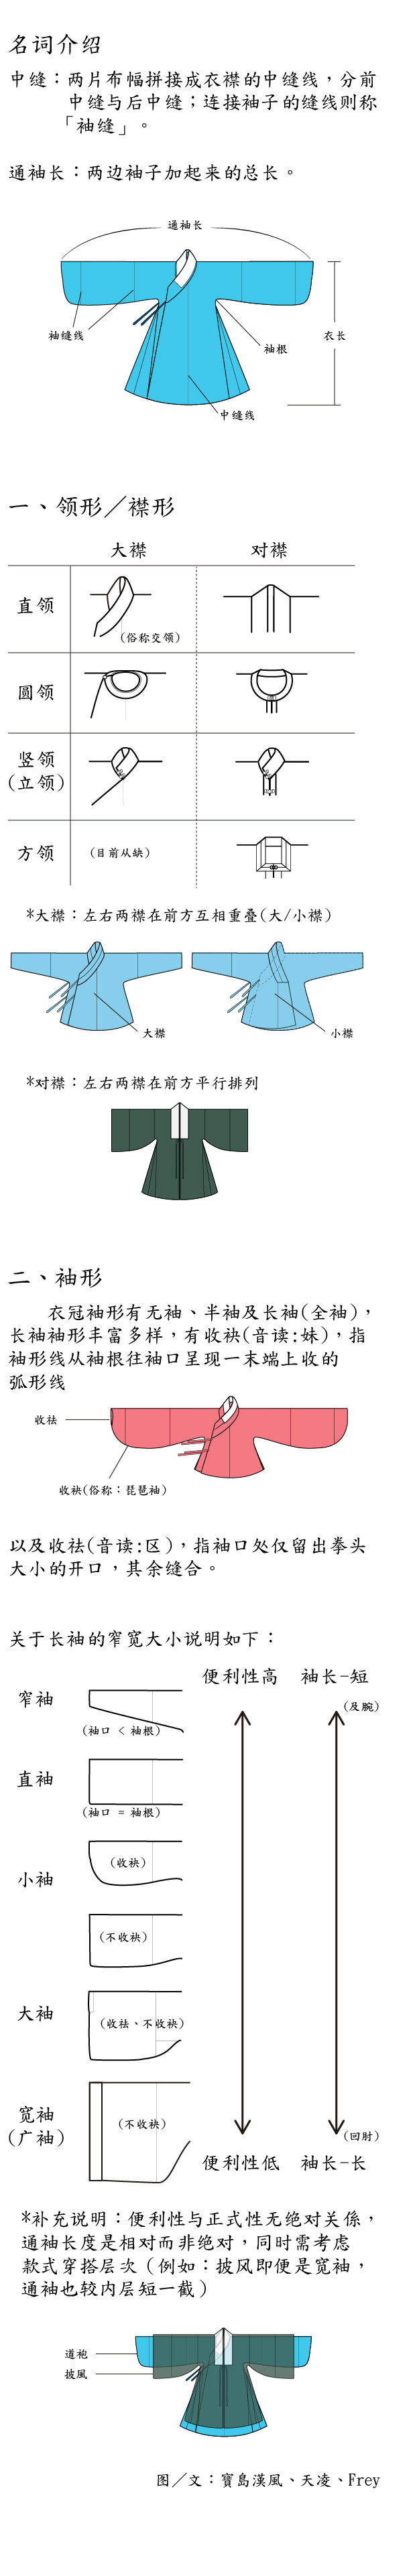 名词介绍
中缝：两片布幅拼接成衣襟的中缝线，分前
中缝与后中缝；连接袖子的缝线则称
「袖缝」。
通袖长：两边袖子加起来的总长。
通袖长
袖缝线
袖根
衣长
中缝线
一、领形／襟形
大襟 对襟
直领
(俗称交领)
圆领
竖领
(立领)
方领
(目前从缺)
*大襟：左右两襟在前方互相重叠(大/小襟)
大襟
小襟
*对襟：左右两襟在前方平行排列
二、袖形
衣冠袖形有无袖、半袖及长袖(全袖)，
长袖袖形丰富多样，有收袂(音读:妹)，指
袖形线从袖根往袖口呈现一末端上收的
弧形线
收祛
收袂(俗称：琵琶袖)
以及收祛(音读:区)，指袖口处仅留出拳头
大小的开口，其余缝合。
关于长袖的窄宽大小说明如下：
便利性高 袖长-短
(及腕)
窄袖
(袖口 < 袖根)
直袖
(袖口 = 袖根)
小袖
(收袂)
(不收袂)
大袖
(收祛、不收袂)
宽袖
(广袖)
(不收袂)
(回肘)
便利性低 袖长-长
*补充说明：便利性与正式性无绝对关係，
通袖长度是相对而非绝对，同时需考虑
款式穿搭层次（例如：披风即便是宽袖，
通袖也较内层短一截）
道袍
披風
图／文：寶島漢風、天凌、Frey